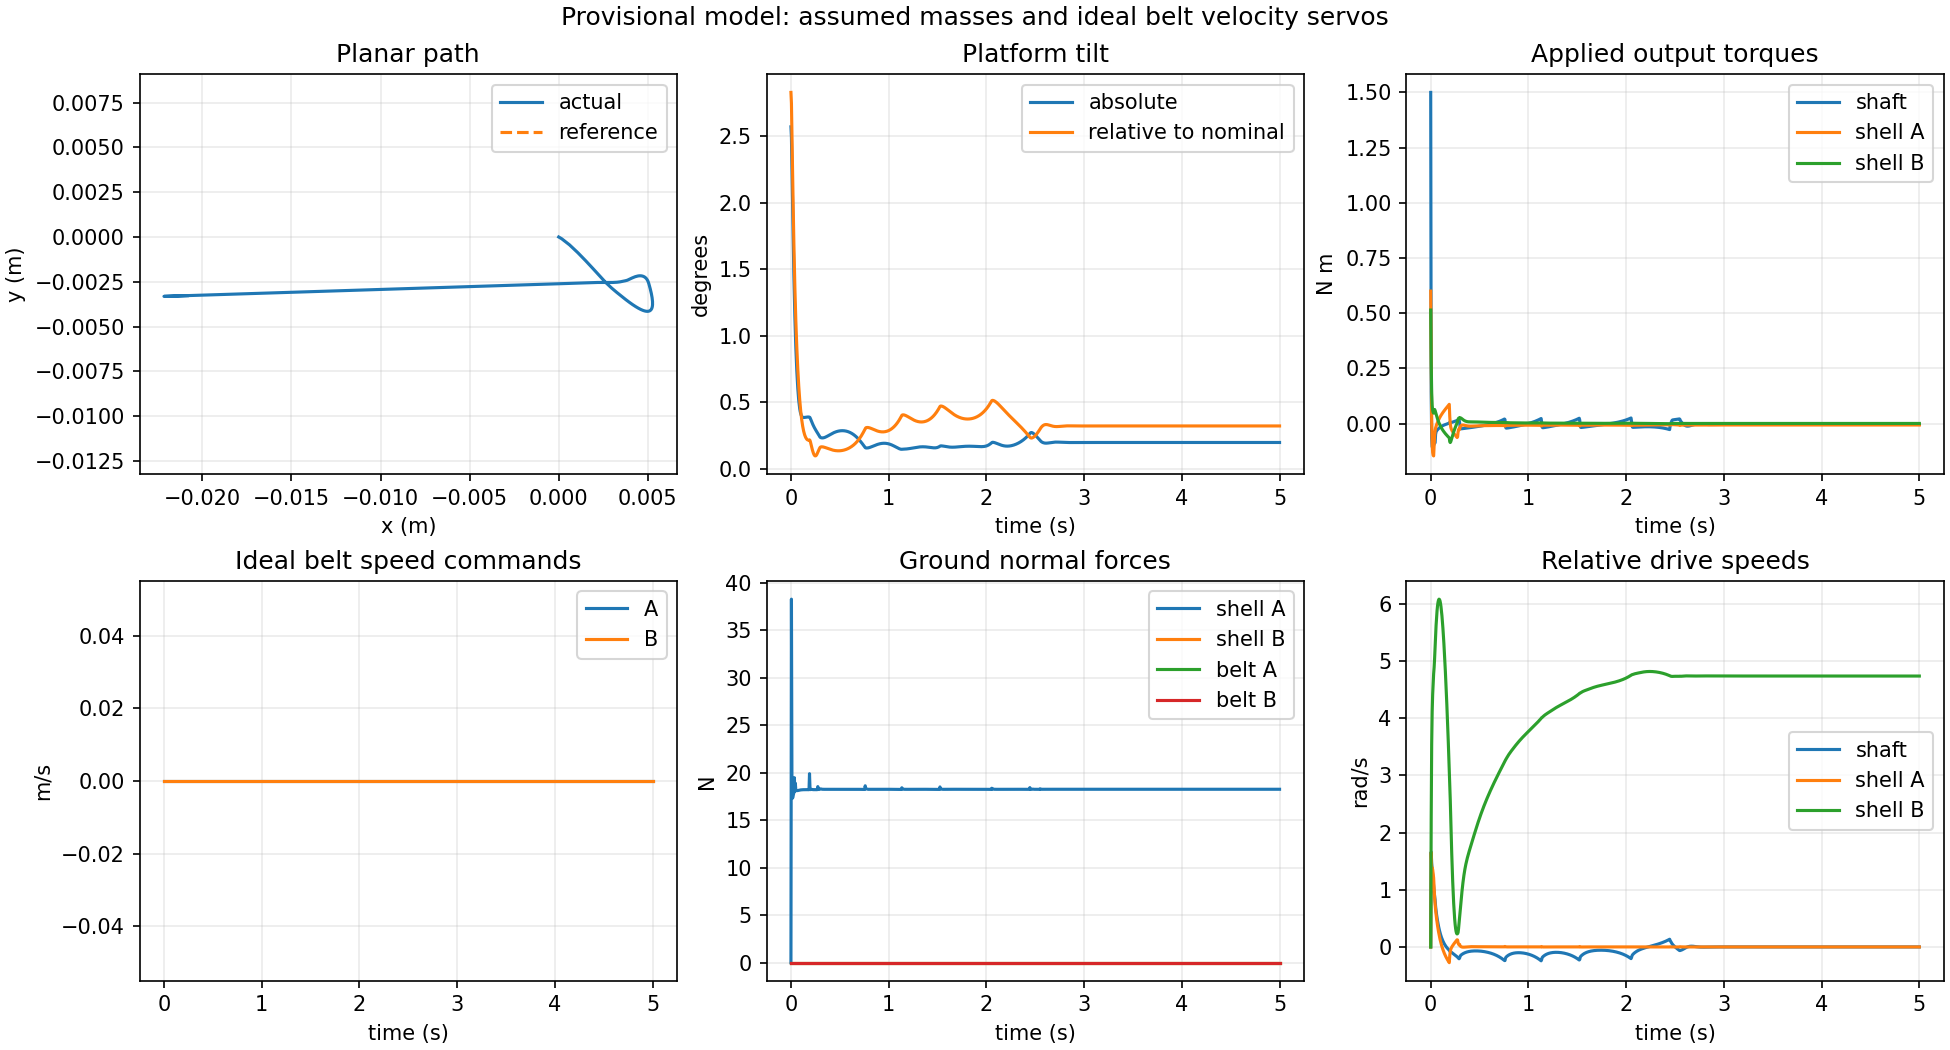 Provisional model: assumed masses and ideal belt velocity servos
Planar path
0.0075
0.0050
0.0025
0.0000
−0.0025
−0.0050
−0.0075
−0.0100
−0.0125
y (m)
actual
reference
−0.020 −0.015 −0.010 −0.005 0.000 0.005
x (m)
Platform tilt
2.5
2.0
1.5
1.0
0.5
0.0
degrees
absolute
relative to nominal
0 1 2 3 4 5
time (s)
Applied output torques
1.50
1.25
1.00
0.75
0.50
0.25
0.00
N m
shaft
shell A
shell B
0 1 2 3 4 5
time (s)
Ideal belt speed commands
0.04
0.02
0.00
−0.02
−0.04
m/s
A
B
0 1 2 3 4 5
time (s)
Ground normal forces
40
35
30
25
20
15
10
5
0
N
shell A
shell B
belt A
belt B
0 1 2 3 4 5
time (s)
Relative drive speeds
6
5
4
3
2
1
0
rad/s
shaft
shell A
shell B
0 1 2 3 4 5
time (s)